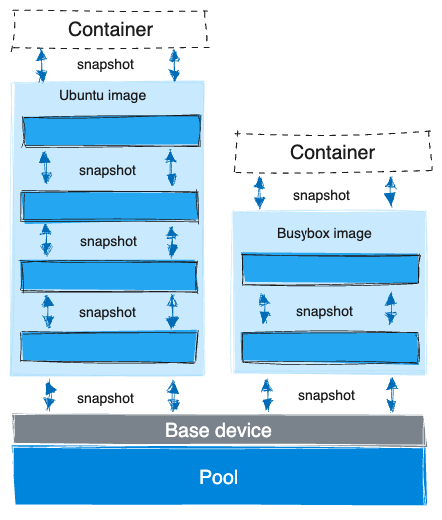 Container
snapshot
Ubuntu image
snapshot
snapshot
snapshot
snapshot
Container
snapshot
Busybox image
snapshot
snapshot
Base device
Pool